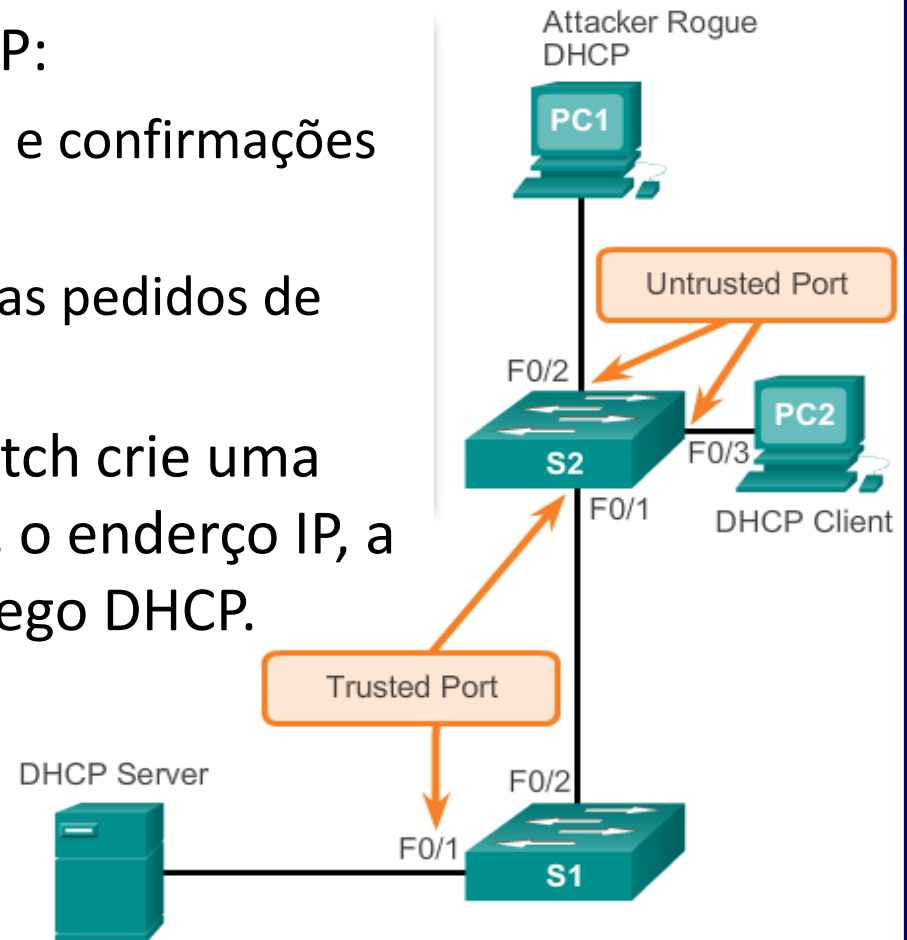 P:
e confirmações
as pedidos de
tch crie uma
o enderço IP, a
ego DHCP.
Attacker Rogue
DHCP
PC1
Untrusted Port
F0/2
PC2
S2
F0/3
F0/1
DHCP Client
Trusted Port
DHCP Server
F0/2
F0/1
S1